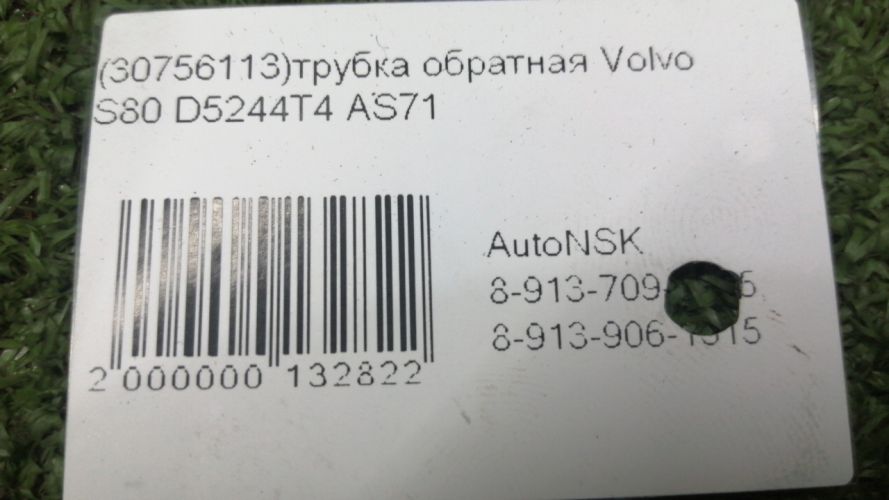 (30756113)трубка обратная Volvo
S80 D5244T4 AS71
AutoNSK
2 000000 132822